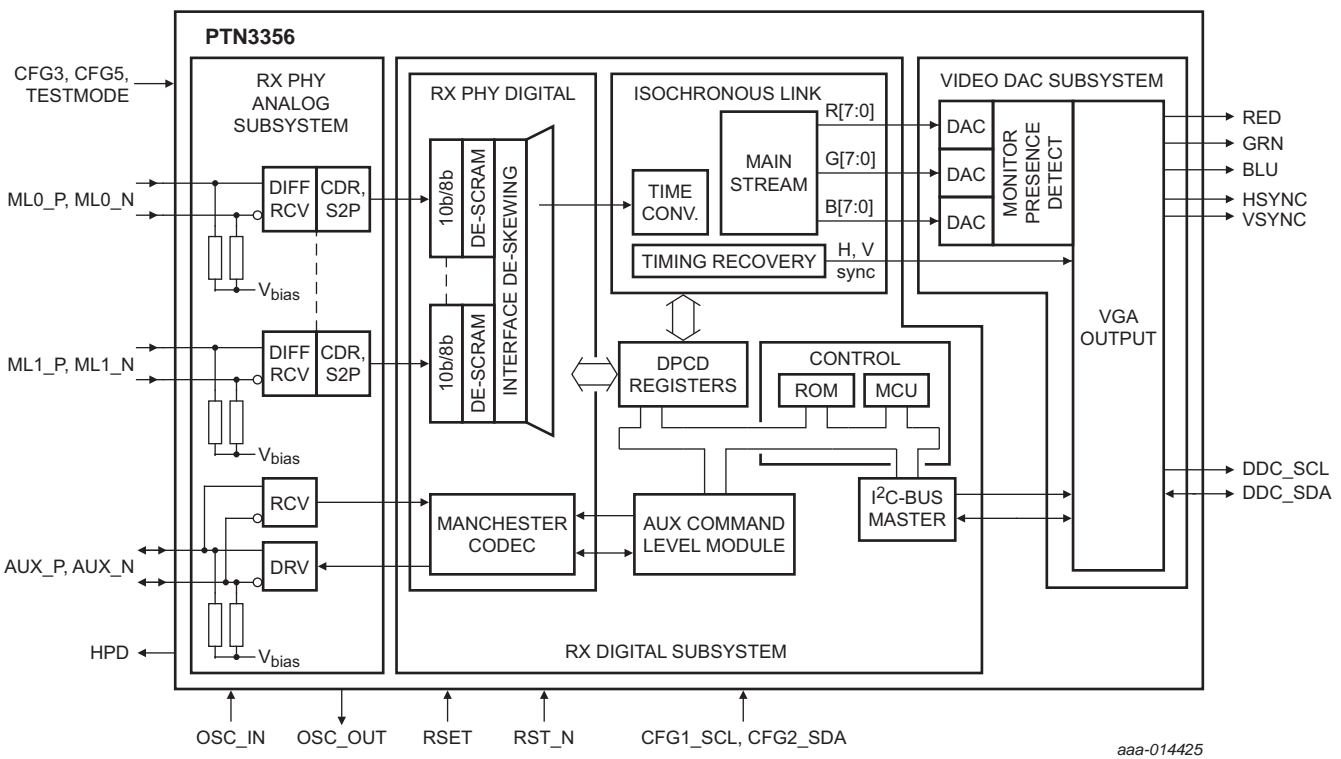 PTN3356
CFG3, CFG5,
TESTMODE
RX PHY
ANALOG
SUBSYSTEM
RX PHY DIGITAL
ISOCHRONOUS LINK
VIDEO DAC SUBSYSTEM
ML0_P, ML0_N
DIFF
RCV
CDR,
S2P
Vbias
10b/8b
DE-SCRAM
INTERFACE DE-SKEWING
TIME
CONV.
MAIN
STREAM
R[7:0]
G[7:0]
B[7:0]
TIMING RECOVERY
H, V
sync
DAC
DAC
DAC
MONITOR
PRESENCE
DETECT
VGA
OUTPUT
RED
GRN
BLU
HSYNC
VSYNC
ML1_P, ML1_N
DIFF
RCV
CDR,
S2P
Vbias
10b/8b
DE-SCRAM
DPCD
REGISTERS
CONTROL
ROM
MCU
AUX_P, AUX_N
RCV
DRV
Vbias
MANCHESTER
CODEC
AUX COMMAND
LEVEL MODULE
I2C-BUS
MASTER
DDC_SCL
DDC_SDA
HPD
RX DIGITAL SUBSYSTEM
OSC_IN
OSC_OUT
RSET
RST_N
CFG1_SCL, CFG2_SDA
aaa-014425